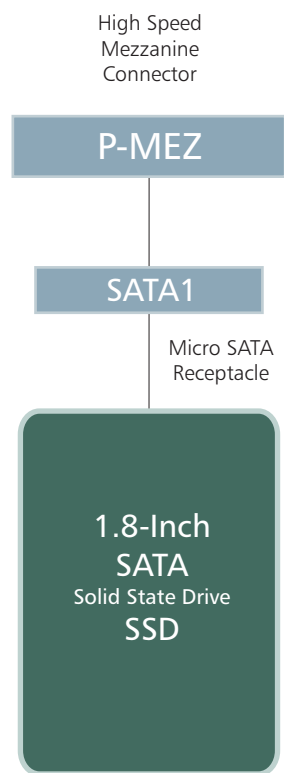 High Speed
Mezzanine
Connector
P-MEZ
SATA1
Micro SATA
Receptacle
1.8-Inch
SATA
Solid State Drive
SSD